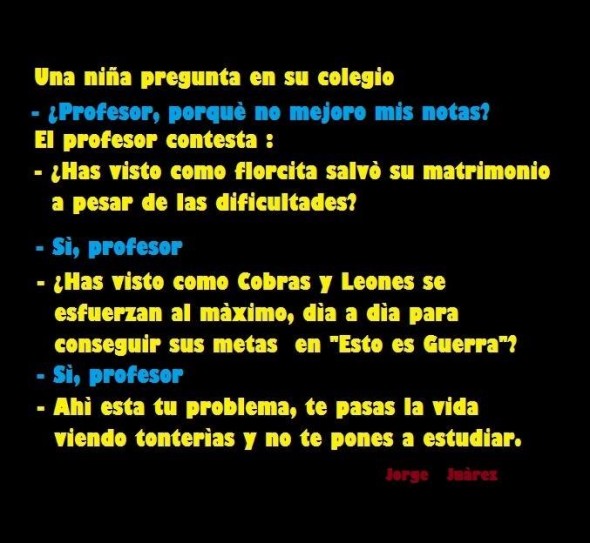 Una niña pregunta en su colegio
- ¿Profesor, porquè no mejoro mis notas?
El profesor contesta :
- ¿Has visto como florcita salvò su matrimonio
a pesar de las dificultades?
- Sì, profesor
- ¿Has visto como Cobras y Leones se
esfuerzan al màximo, dìa a dìa para
conseguir sus metas en "Esto es Guerra"?
- Sì, profesor
- Ahì esta tu problema, te pasas la vida
viendo tonterìas y no te pones a estudiar.
Jorge Juàrez